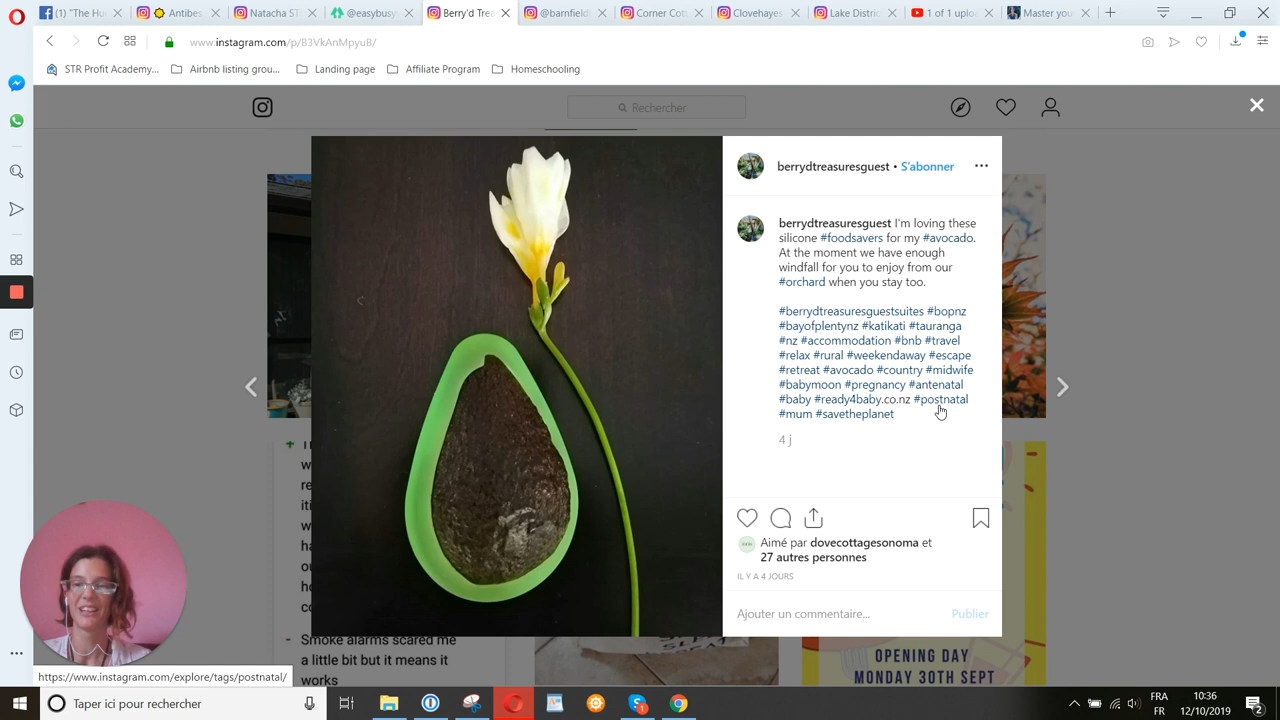 (1) "Hum
Antibes
Natacha ST
@easybusy
Berry'd Trea
@barnfield
Corner Cott
Clovehayes
Lake Distric
1 of 1 uploa
Master you
www.instagram.com/p/B3VkAnMpyuB/
STR Profit Academy...
Airbnb listing grou...
Landing page
Affiliate Program
Homeschooling
Rechercher
berrydtreasuresguest • S'abonner
berrydtreasuresguest I'm loving these
silicone #foodsavers for my #avocado.
At the moment we have enough
windfall for you to enjoy from our
#orchard when you stay too.
#berrydtreasuresguestsuites #bopnz
#bayofplentynz #katikati #tauranga
#nz #accommodation #bnb #travel
#relax #rural #weekendaway #escape
#retreat #avocado #country #midwife
#babymoon #pregnancy #antenatal
#baby #ready4baby.co.nz #postnatal
#mum #savetheplanet
4 j
Aimé par dovecottagesonoma et
27 autres personnes
IL Y A 4 JOURS
Ajouter un commentaire...
Publier
- Smoke alarms scared me
a little bit but it means it
works
OPENING DAY
MONDAY 30TH SEPT
https://www.instagram.com/explore/tags/postnatal/
Taper ici pour rechercher
FRA
FR
10:36
12/10/2019